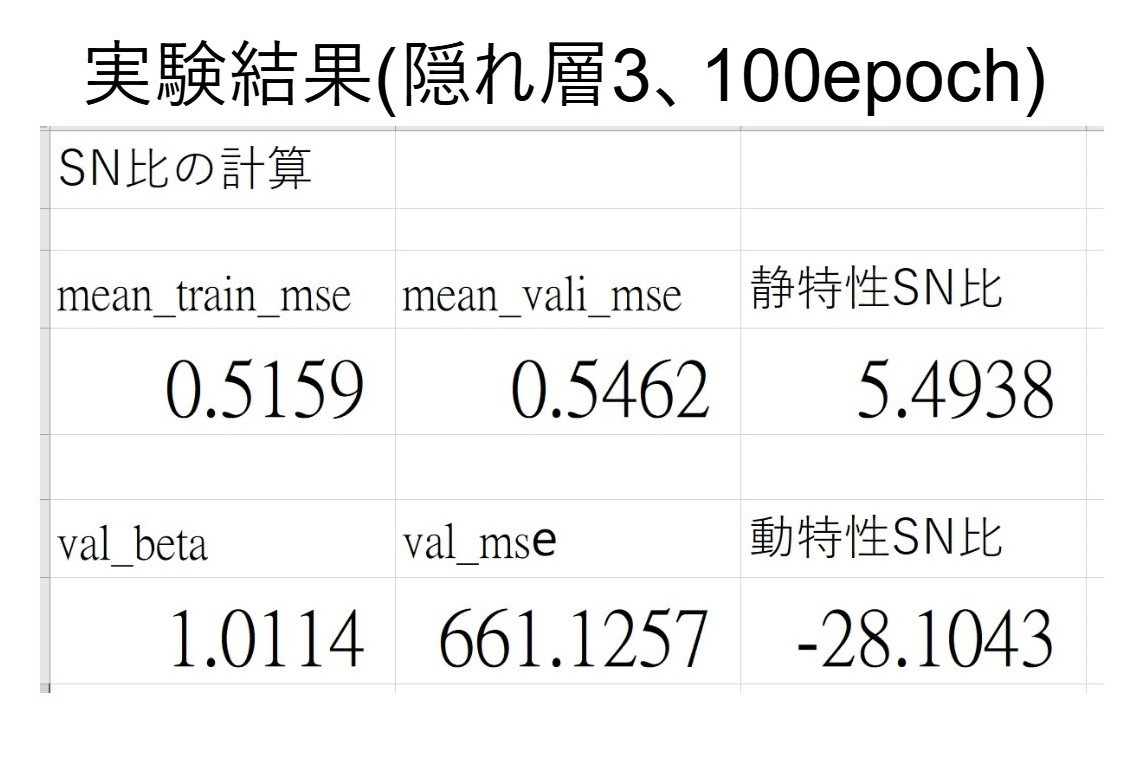 実験結果(隠れ層3、100epoch)
SN比の計算
mean_train_mse mean_vali_mse 静特性SN比
0.5159 0.5462 5.4938
val_beta val_mse 動特性SN比
1.0114 661.1257 -28.1043